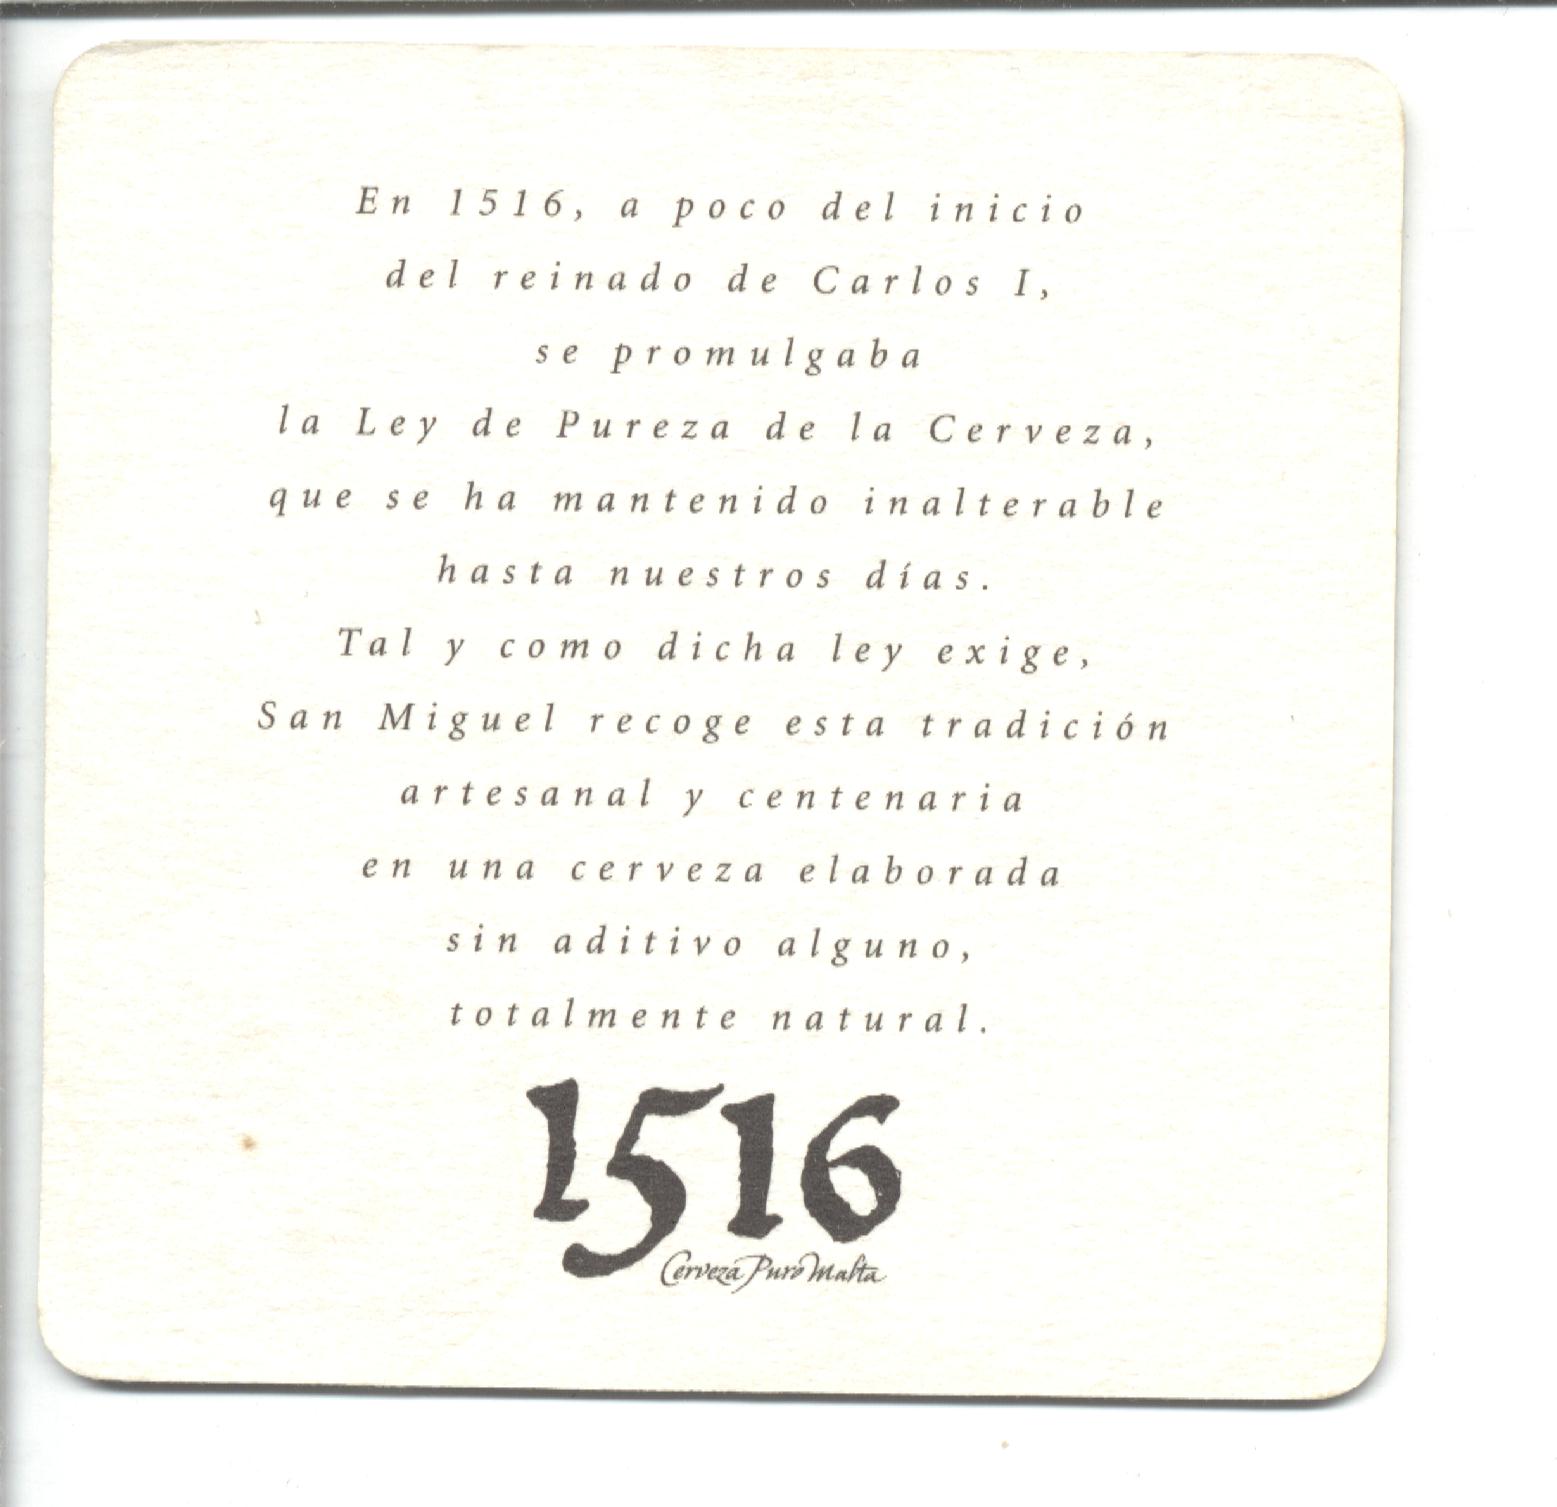 En 1516, a poco del inicio
del reinado de Carlos I,
se promulgaba
la Ley de Pureza de la Cerveza,
que se ha mantenido inalterable
hasta nuestros días.
Tal y como dicha ley exige,
San Miguel recoge esta tradición
artesanal y centenaria
en una cerveza elaborada
sin aditivo alguno,
totalmente natural.
1516
Cerveza Puro Malta